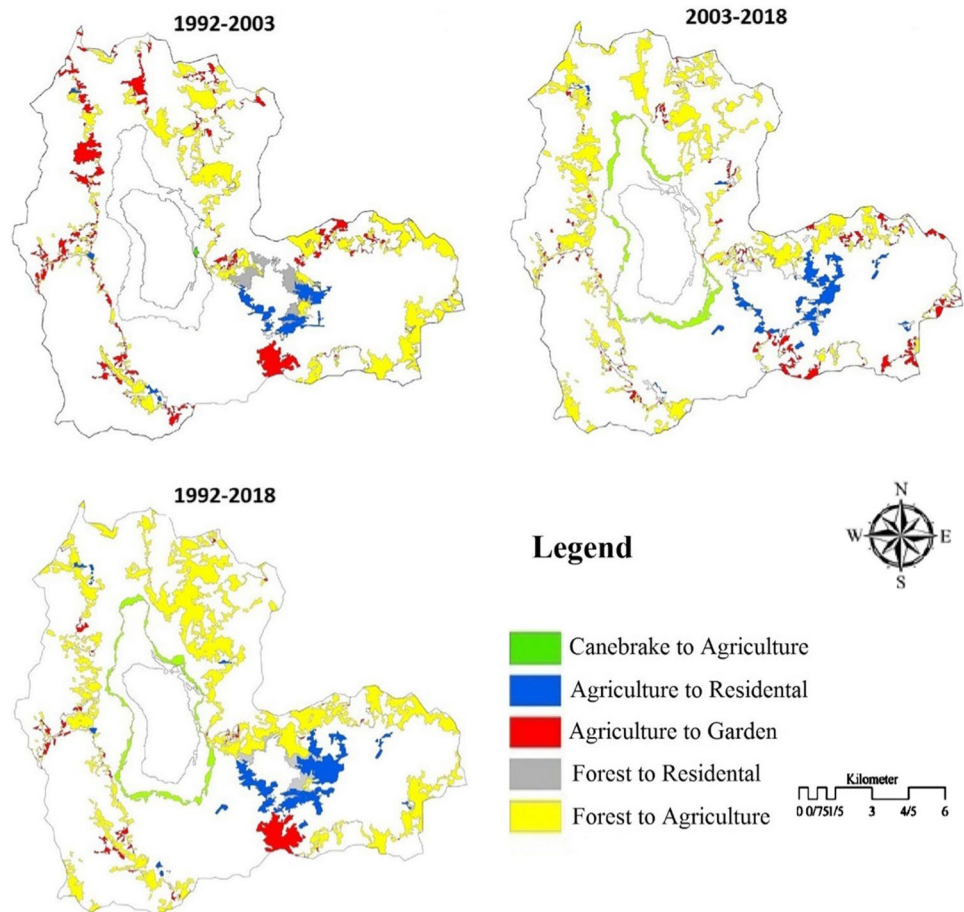 1992-2003
2003-2018
1992-2018
Legend
N
W E
S
Canebrake to Agriculture
Agriculture to Residental
Agriculture to Garden
Forest to Residental
Forest to Agriculture
Kilometer
0 0/751/5 3 4/5 6